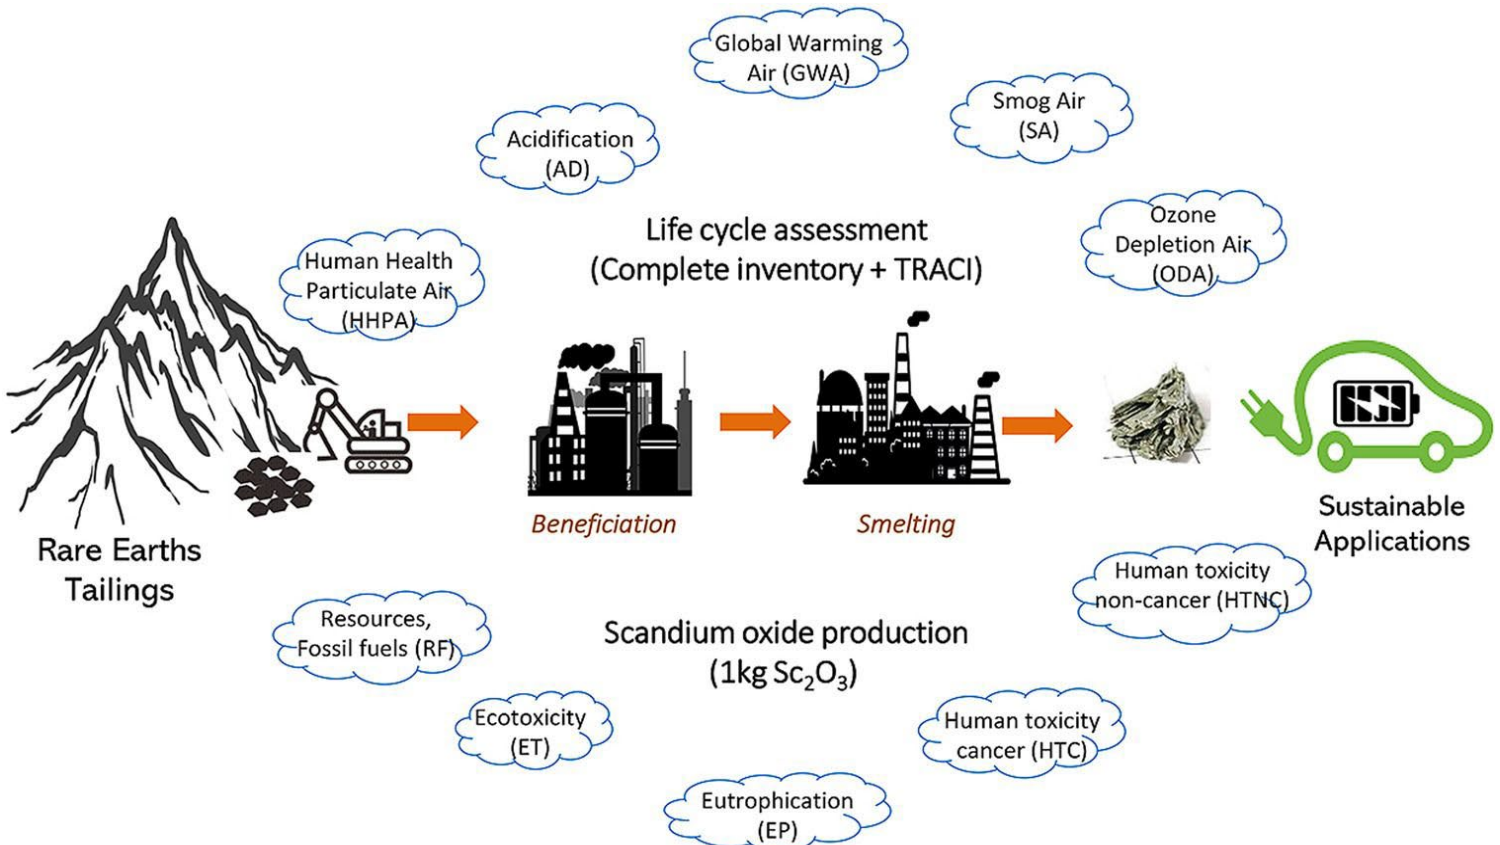 Global Warming
Air (GWA)
Smog Air
(SA)
Acidification
(AD)
Ozone
Depletion Air
(ODA)
Life cycle assessment
(Complete inventory + TRACI)
Human Health
Particulate Air
(HHPA)
Beneficiation
Smelting
Sustainable
Applications
Rare Earths
Tailings
Human toxicity
non-cancer (HTNC)
Resources,
Fossil fuels (RF)
Scandium oxide production
(1kg Sc₂O₃)
Ecotoxicity
(ET)
Human toxicity
cancer (HTC)
Eutrophication
(EP)